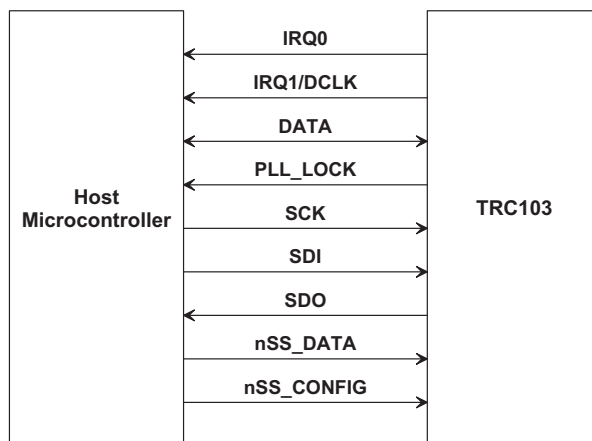 IRQ0
IRQ1/DCLK
DATA
PLL_LOCK
Host
Microcontroller
TRC103
SCK
SDI
SDO
nSS_DATA
nSS_CONFIG